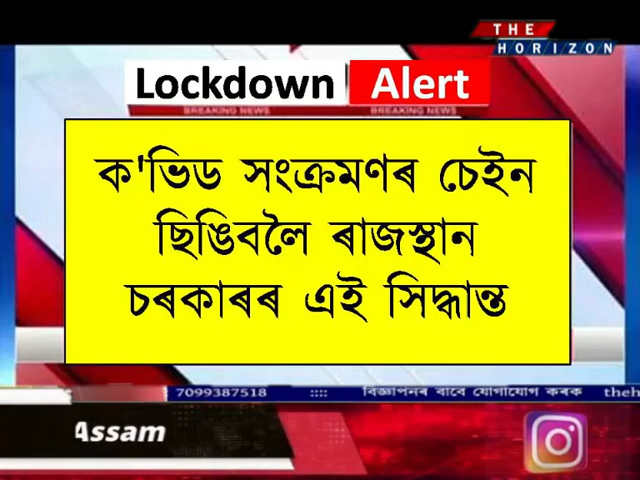 THE
HORIZON
Lockdown Alert
BREAKING NEWS BREAKING NEWS
ক'ভিড সংক্ৰমণৰ চেইন
ছিঙিবলৈ ৰাজস্থান
চৰকাৰৰ এই সিদ্ধান্ত
7099387518 :::: বিজ্ঞাপনৰ বাবে যোগাযোগ কৰক theh
Assam